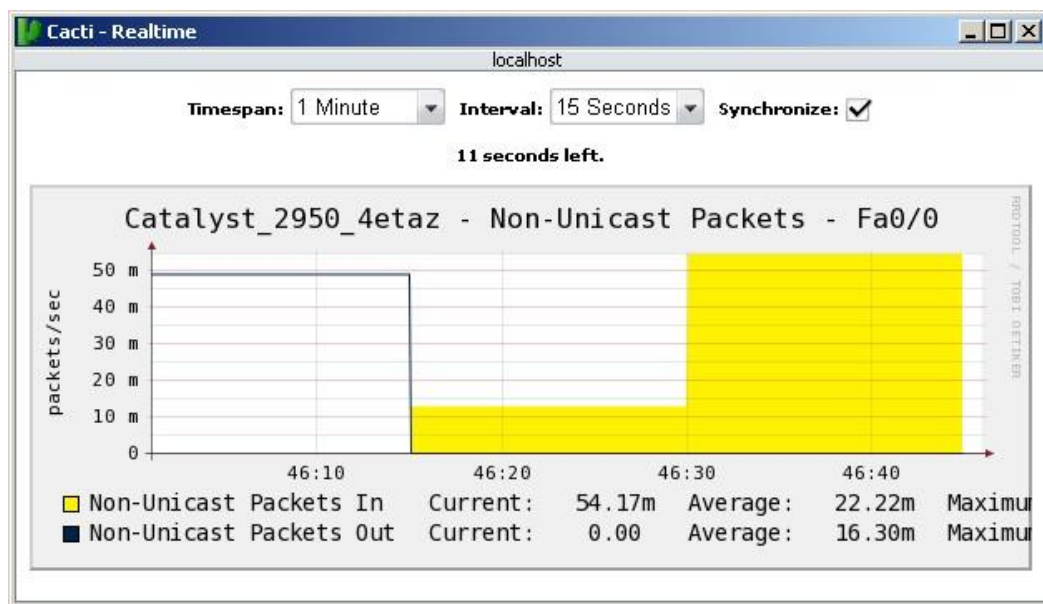 Cacti - Realtime
localhost
Timespan: 1 Minute Interval: 15 Seconds Synchronize:
11 seconds left.
Catalyst_2950_4etaz - Non-Unicast Packets - Fa0/0
RRDTOOL / TOBI OETIKER
packets/sec
50 m
40 m
30 m
20 m
10 m
0
46:10 46:20 46:30 46:40
Non-Unicast Packets In Current: 54.17m Average: 22.22m Maximu
Non-Unicast Packets Out Current: 0.00 Average: 16.30m Maximu